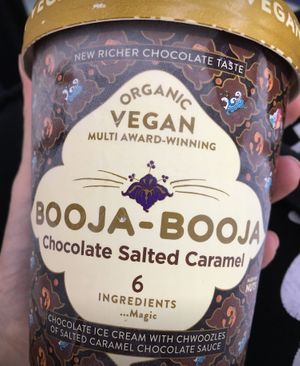 VEGAN
NEW RICHER CHOCOLATE TASTE
ORGANIC
VEGAN
MULTI AWARD-WINNING
BOOJA-BOOJA
Chocolate Salted Caramel
6
INGREDIENTS
...Magic
CHOCOLATE ICE CREAM WITH CHWOOZLES
OF SALTED CARAMEL CHOCOLATE SAUCE